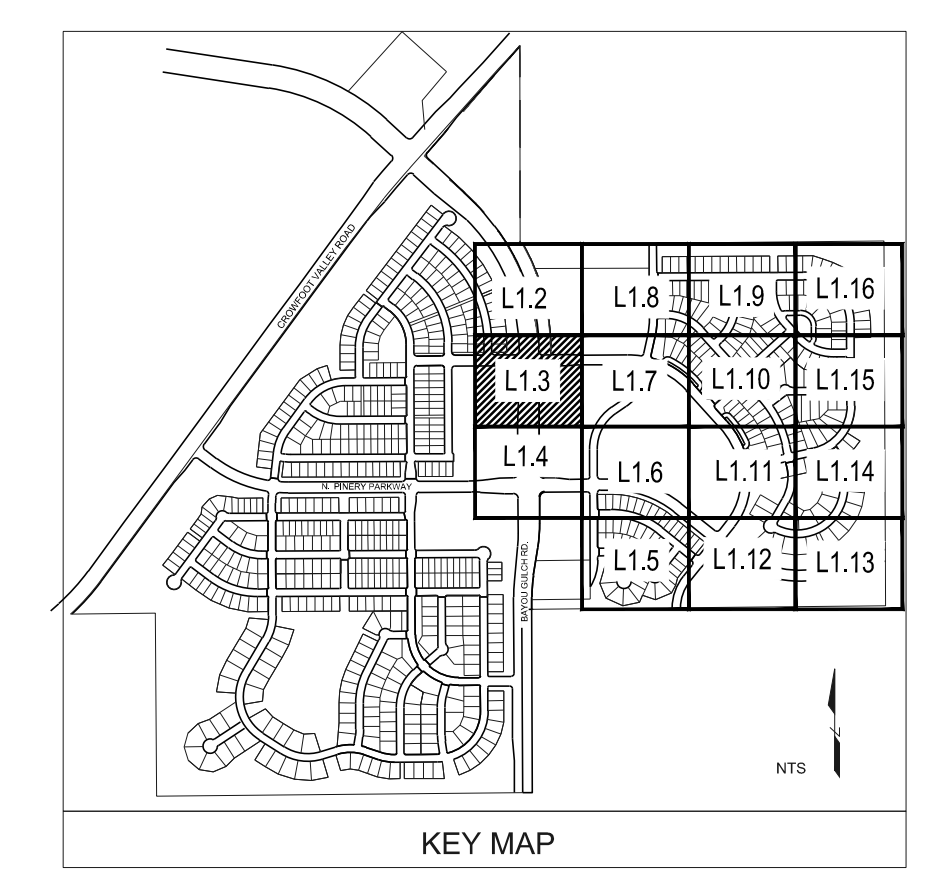 CROWFOOT VALLEY ROAD
L1.2
L1.8
L1.9
L1.16
L1.3
L1.7
L1.10
L1.15
L1.4
L1.6
L1.11
L1.14
N. PINERY PARKWAY
BAYOU GULCH RD.
L1.5
L1.12
L1.13
NTS
KEY MAP